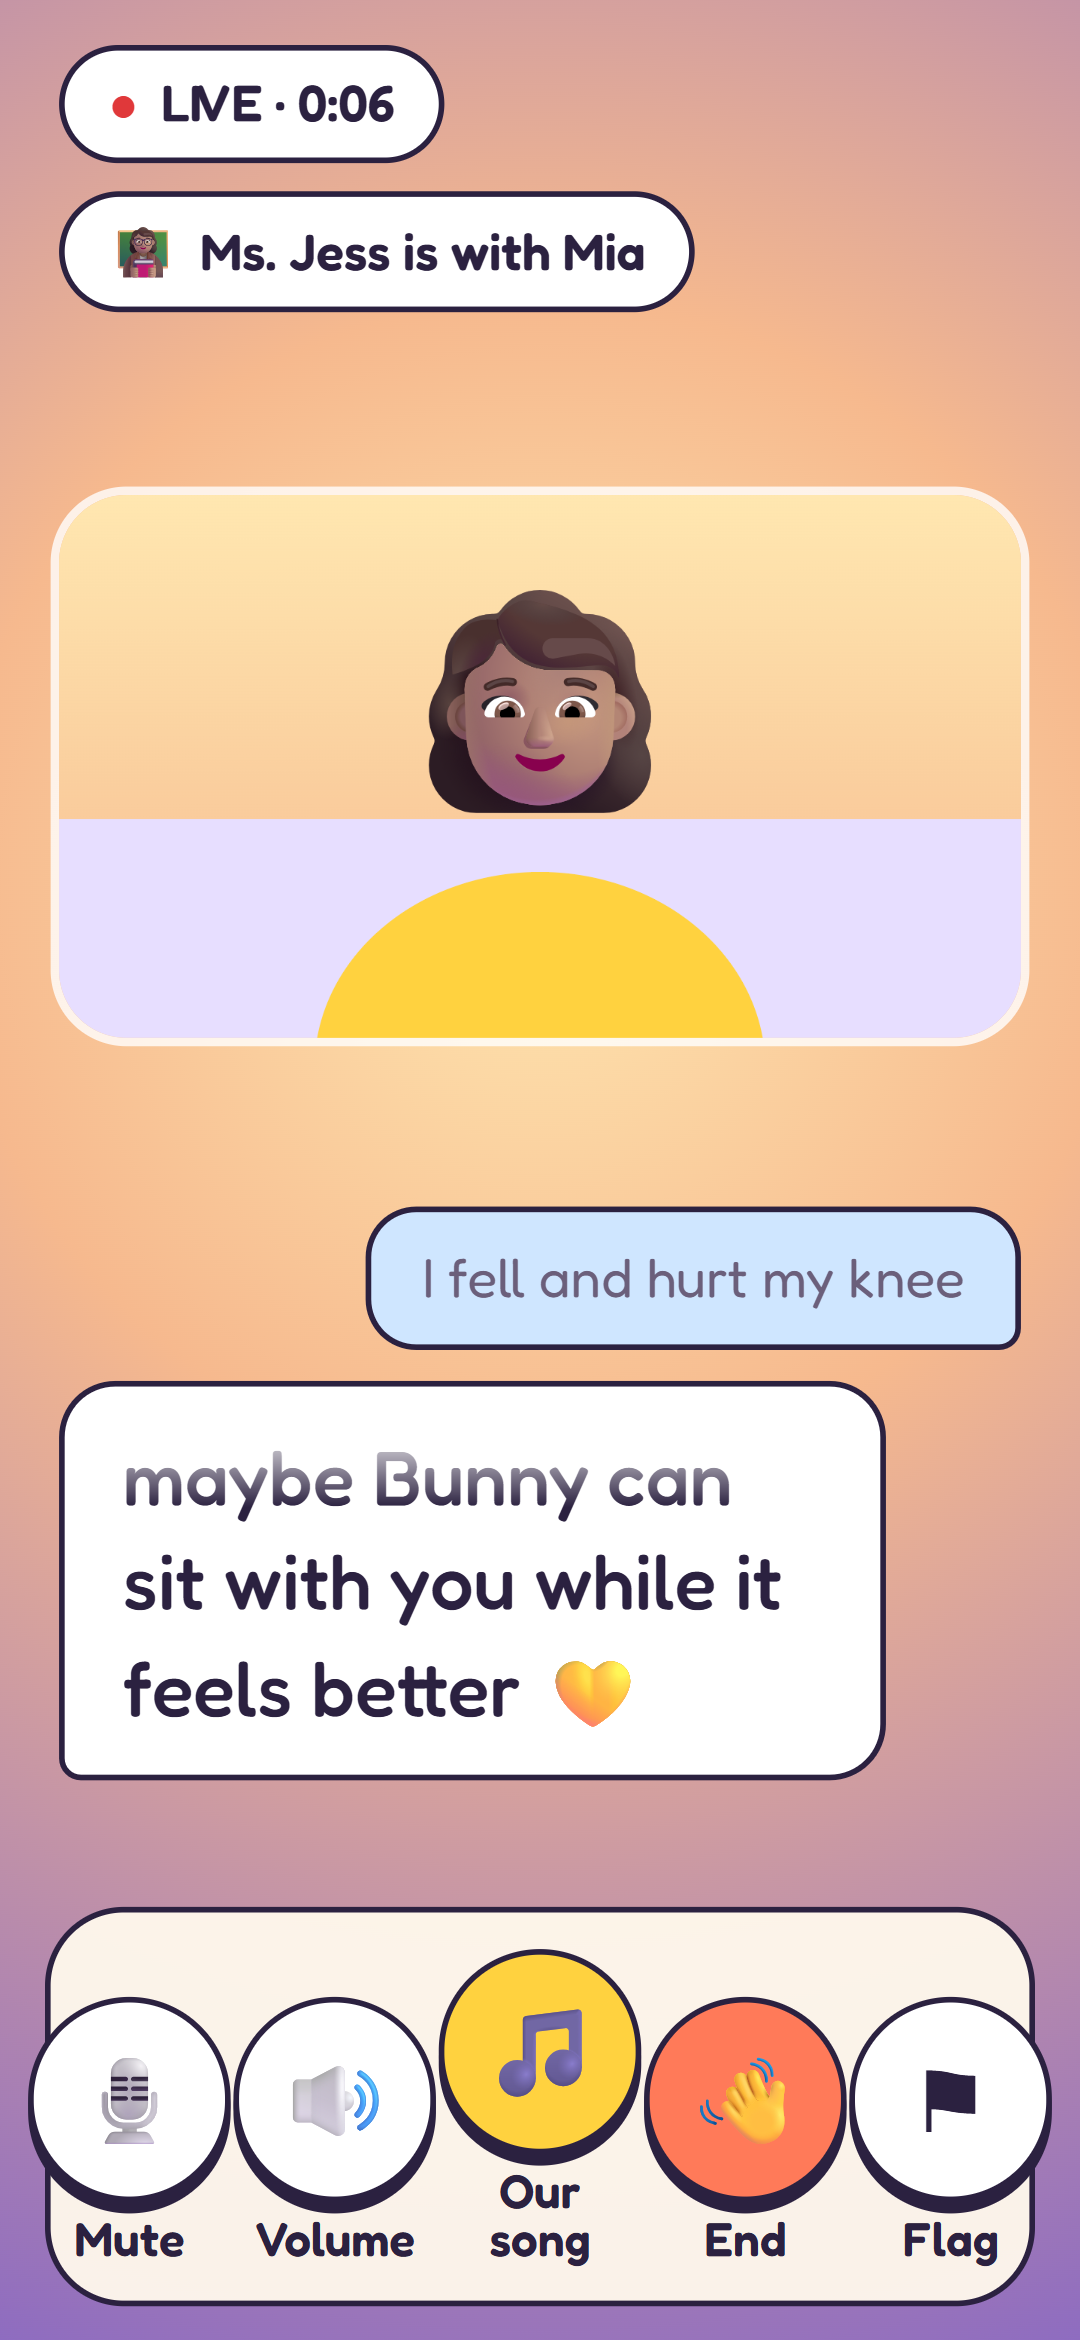 LIVE · 0:06
Ms. Jess is with Mia
I fell and hurt my knee
maybe Bunny can
sit with you while it
feels better 💛
Mute
Volume
Our
song
End
Flag